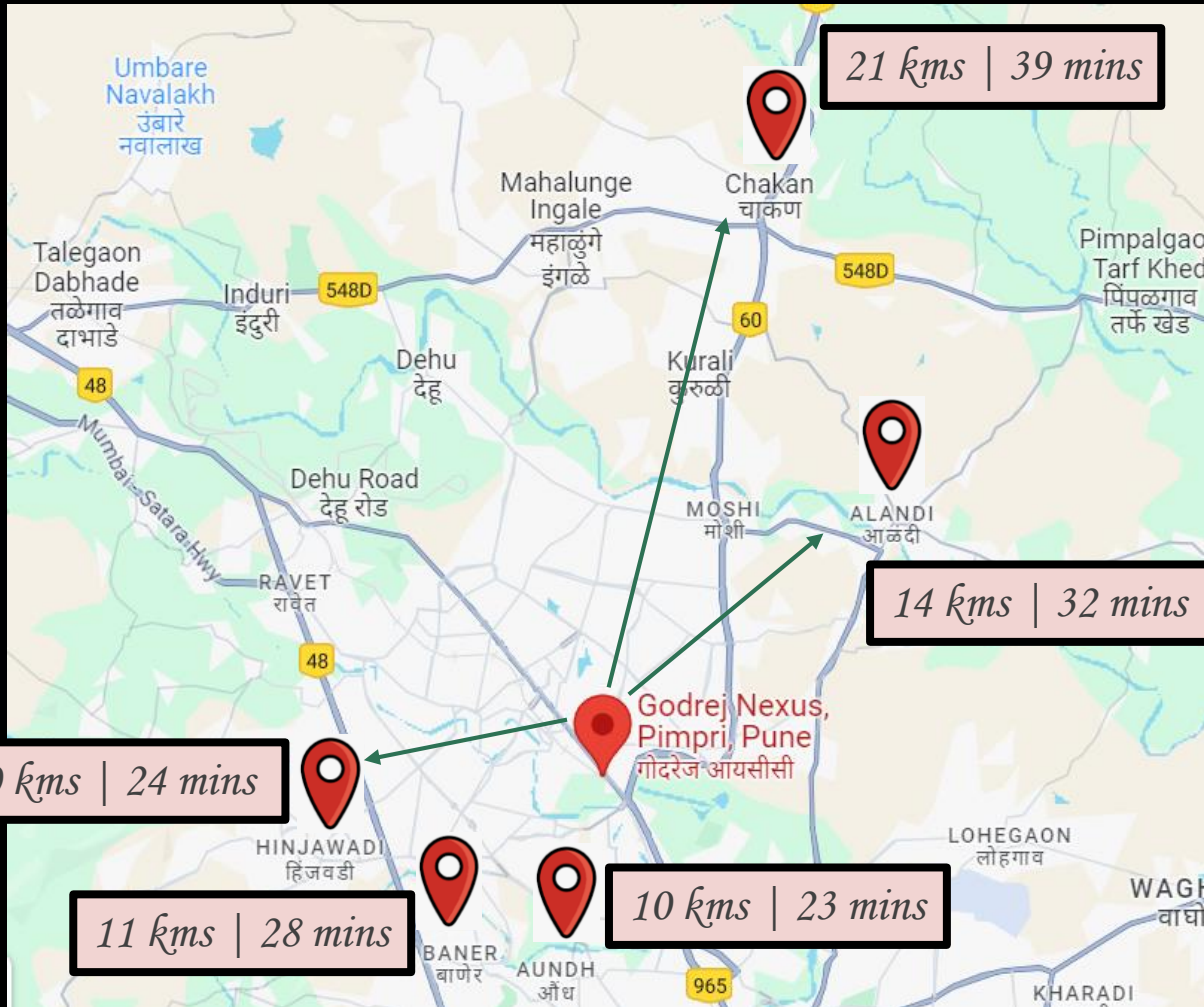 21 kms | 39 mins
Umbare
Navalakh
उंबारे
नवालाख
Mahalunge
Ingale
महाळुंगे
इंगळे
Chakan
चाकण
Talegaon
Dabhade
तळेगाव
दाभाडे
Induri
इंदुरी
548D
548D
Tarf Khed
पिंपळगाव
तर्फे खेड
60
Dehu
देहू
Kurali
कुरुळी
48
Mumbai - Satara Hwy
Dehu Road
देहू रोड
MOSHI
मोशी
ALANDI
आळंदी
RAVET
रावेत
14 kms | 32 mins
48
Godrej Nexus,
Pimpri, Pune
गोदरेज आयसीसी
kms | 24 mins
HINJAWADI
हिंजवडी
LOHEGAON
लोहगाव
11 kms | 28 mins
10 kms | 23 mins
BANER
बाणेर
AUNDH
औंध
965
KHARADI